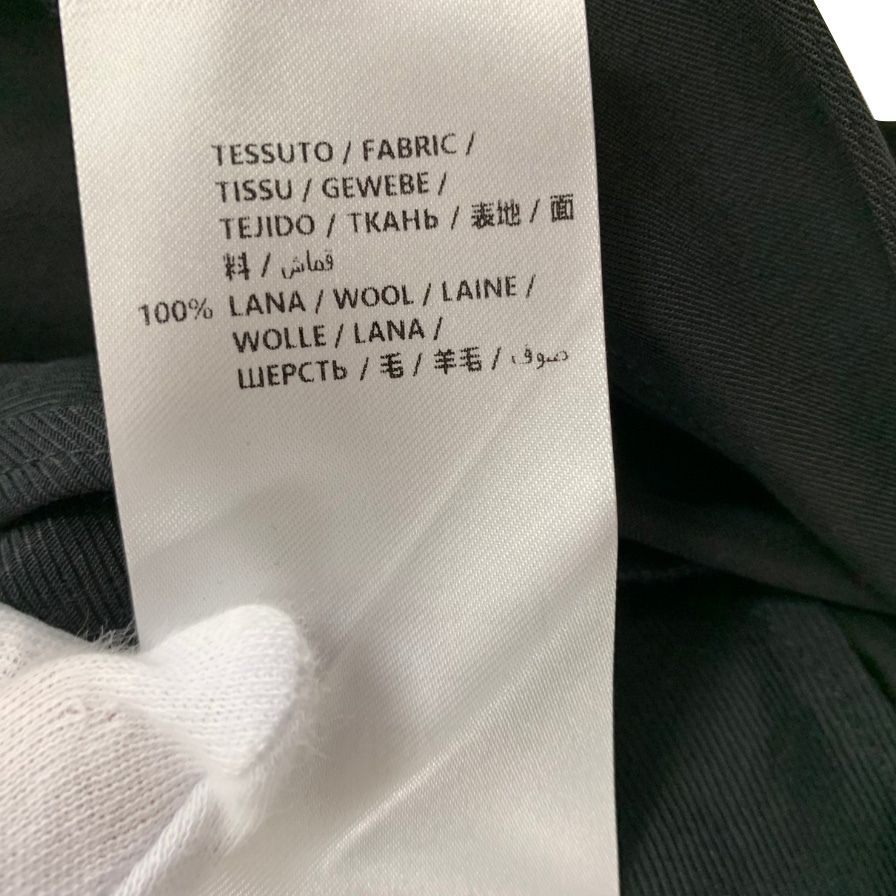 TESSUTO / FABRIC /
TISSU / GEWEBE /
TEJIDO / ТКАНЬ / 表地 / 面
料 / قماش
100% LANA / WOOL / LAINE /
WOLLE / LANA /
ШЕРСТЬ / 毛 / 羊毛 / صوف